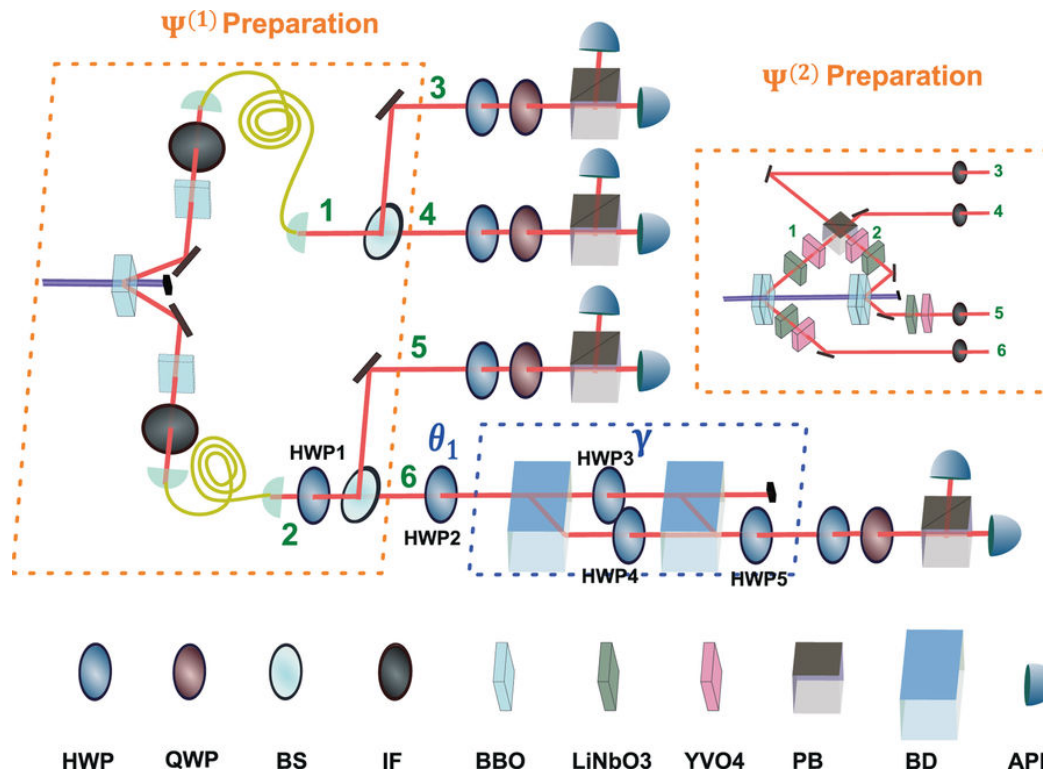 Ψ(1) Preparation
Ψ(2) Preparation
3
1
4
5
HWP1
2
6
θ1
HWP2
γ
HWP3
HWP4
HWP5
1
2
3
4
5
6
HWP
QWP
BS
IF
BBO
LiNbO3
YVO4
PB
BD